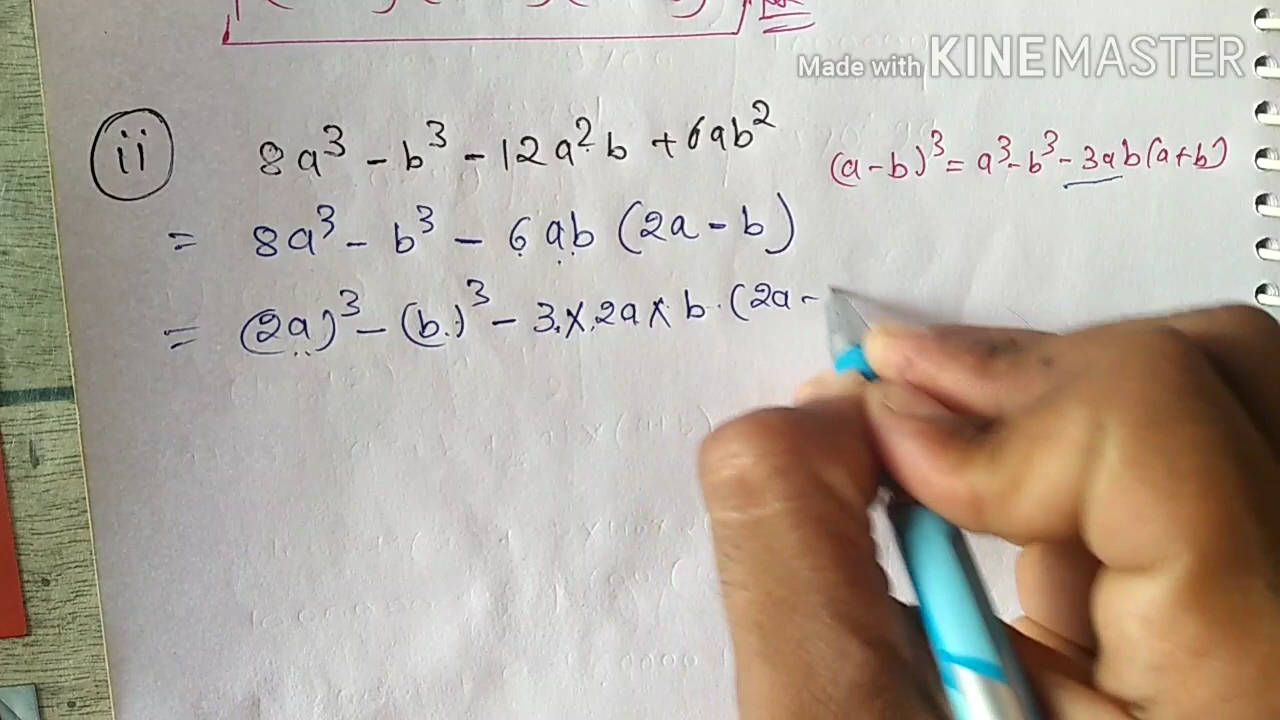 Made with KINEMASTER
ii 8a³ - b³ - 12a²b + 6ab²
(a-b)³ = a³-b³-3ab(a+b)
= 8a³ - b³ - 6ab (2a - b)
= (2a)³ - (b)³ - 3 × 2a × b · (2a -